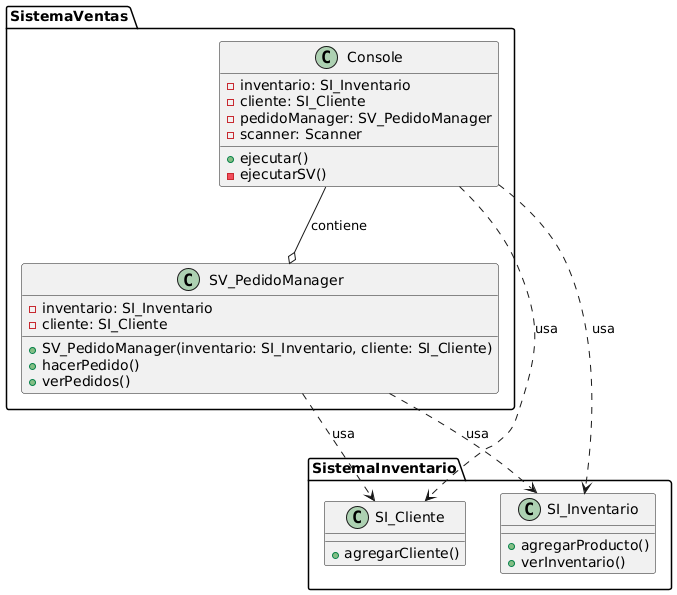 SistemaVentas
C Console
inventario: SI_Inventario
cliente: SI_Cliente
pedidoManager: SV_PedidoManager
scanner: Scanner
ejecutar()
ejecutarSV()
contiene
C SV_PedidoManager
inventario: SI_Inventario
cliente: SI_Cliente
SV_PedidoManager(inventario: SI_Inventario, cliente: SI_Cliente)
hacerPedido()
verPedidos()
usa
usa
usa
usa
SistemaInventario
C SI_Cliente
agregarCliente()
C SI_Inventario
agregarProducto()
verInventario()